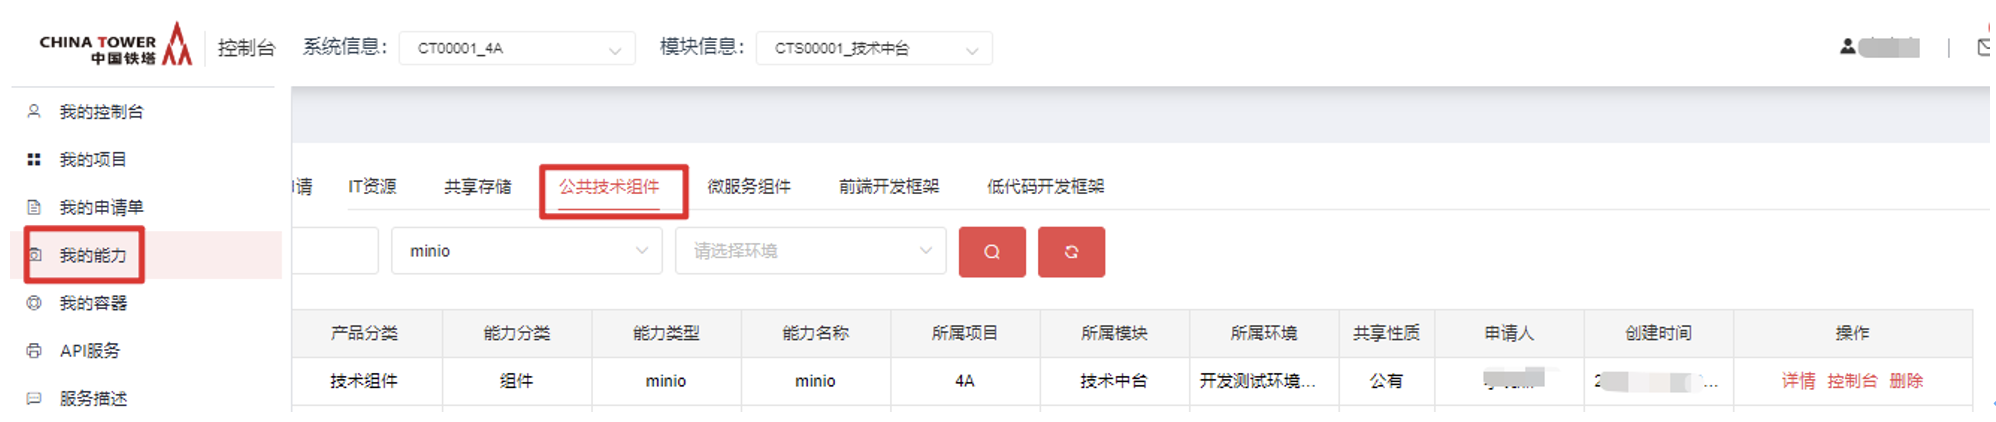 CHINA TOWER
中国铁塔
控制台 系统信息： CT00001_4A 模块信息： CTS00001_技术中台
我的控制台
我的项目
我的申请单
我的能力
我的容器
API服务
服务描述
请 IT资源 共享存储 公共技术组件 微服务组件 前端开发框架 低代码开发框架
minio 请选择环境
产品分类 能力分类 能力类型 能力名称 所属项目 所属模块 所属环境 共享性质 申请人 创建时间 操作
技术组件 组件 minio minio 4A 技术中台 开发测试环境... 公有 2 ... 详情 控制台 删除